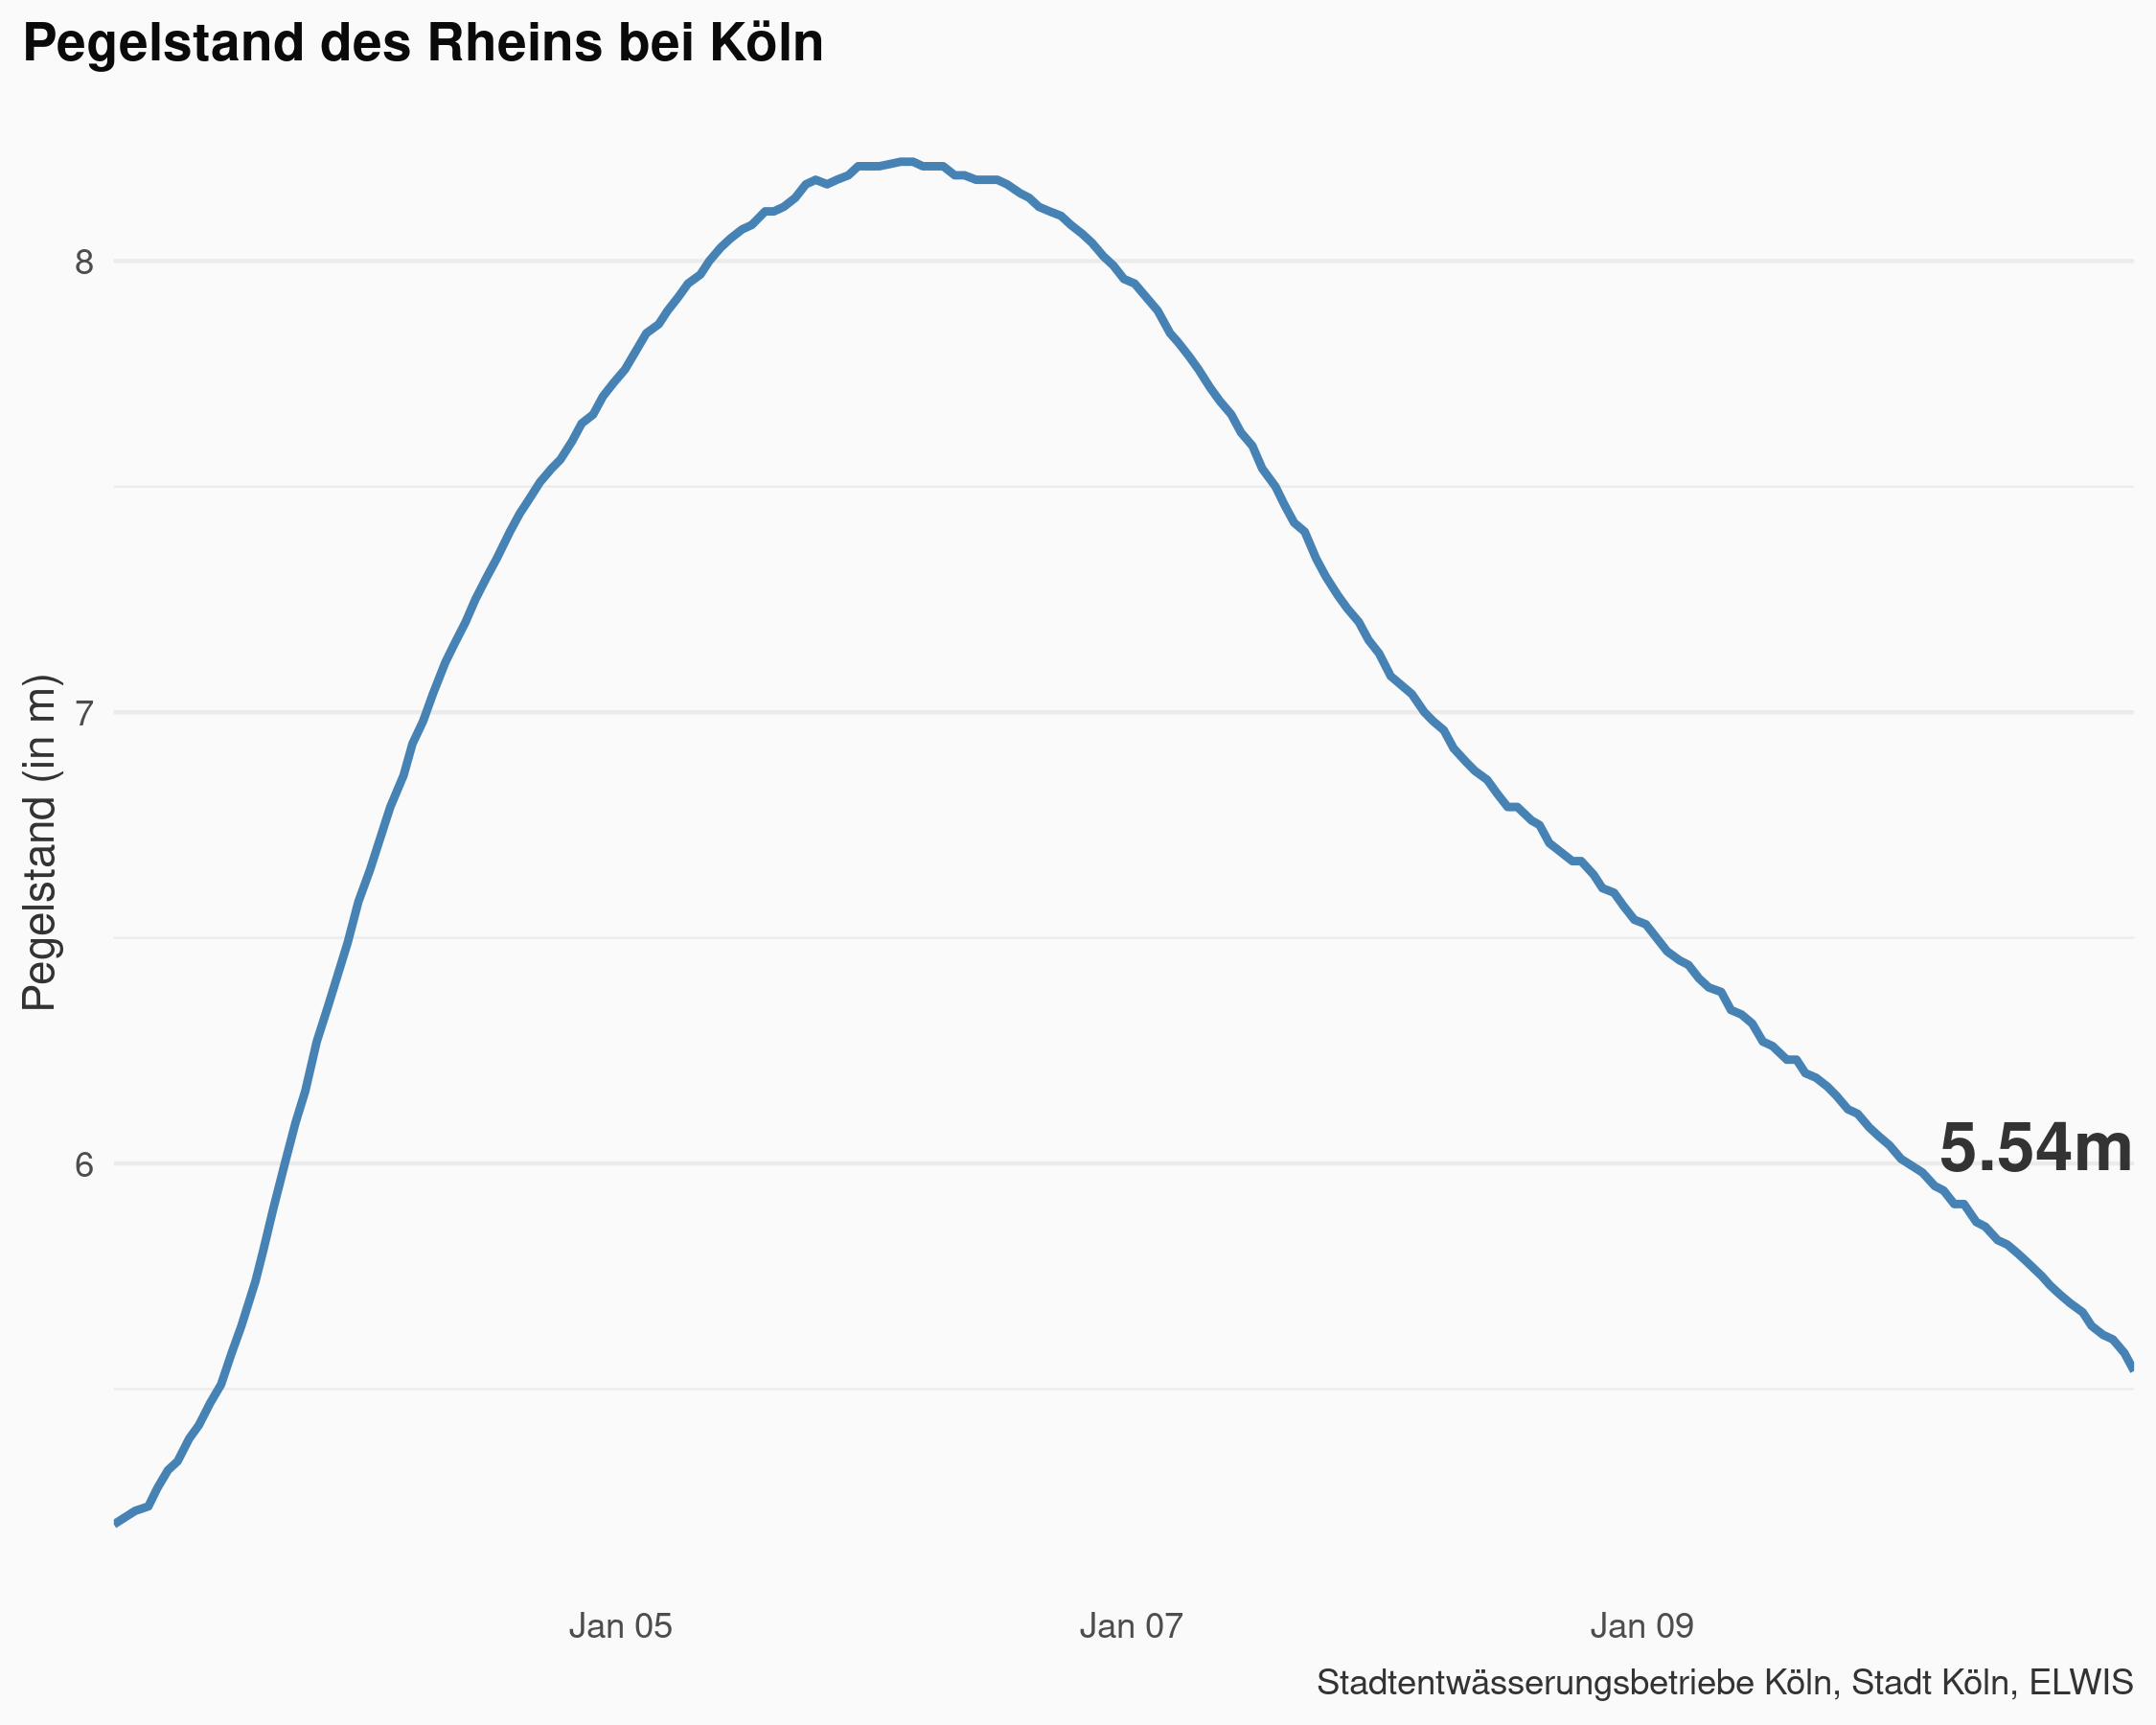 Pegelstand des Rheins bei Köln
Pegelstand (in m)
8
7
6
5.54m
Jan 05
Jan 07
Jan 09
Stadtentwässerungsbetriebe Köln, Stadt Köln, ELWIS